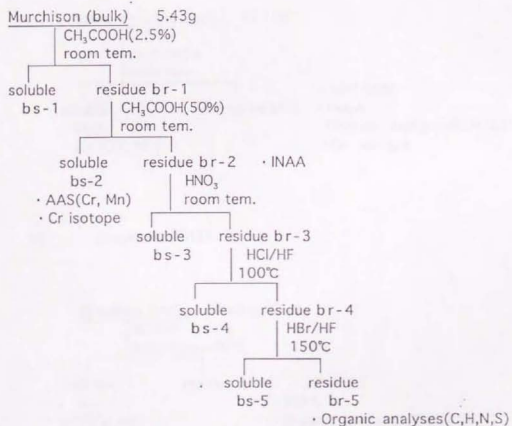 Murchison (bulk) 5.43g
CH₃COOH(2.5%)
room tem.
soluble residue br-1
bs-1 CH₃COOH(50%)
room tem.
soluble residue br-2 ・INAA
bs-2 HNO₃
・AAS(Cr, Mn) room tem.
・Cr isotope
soluble residue br-3
bs-3 HCl/HF
100℃
soluble residue br-4
bs-4 HBr/HF
150℃
soluble residue
bs-5 br-5
・Organic analyses(C,H,N,S)